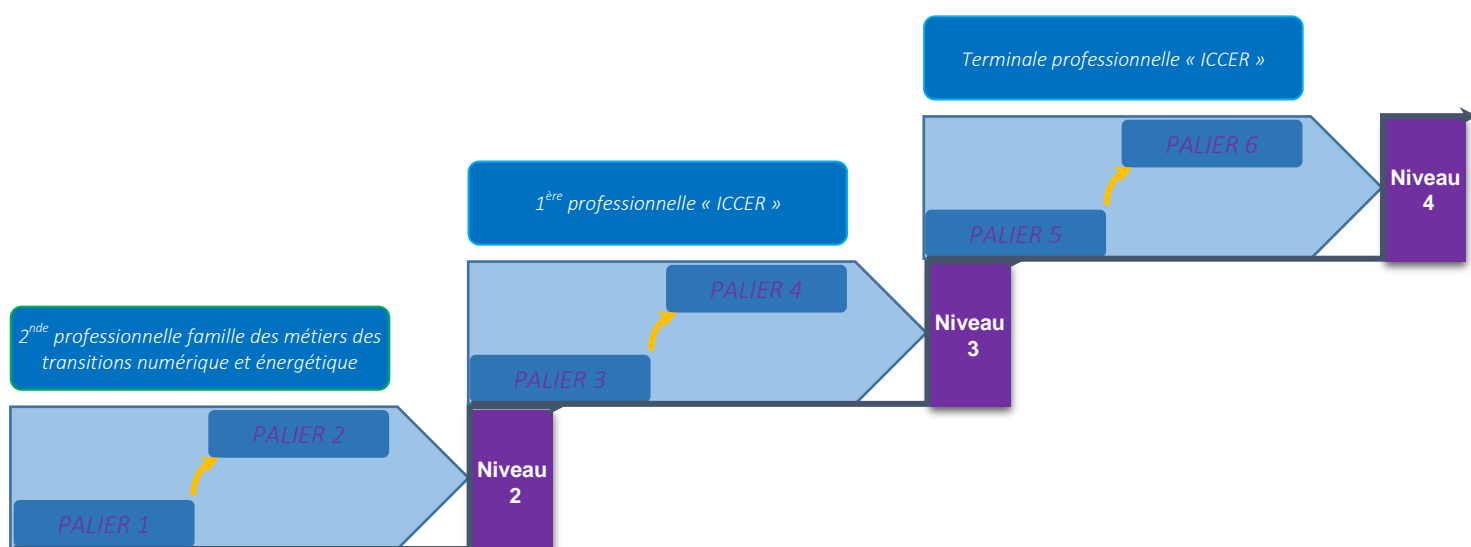 Terminale professionnelle « ICCER »
PALIER 6
Niveau
4
PALIER 5
1ère professionnelle « ICCER »
PALIER 4
Niveau
3
PALIER 3
2nde professionnelle famille des métiers des
transitions numérique et énergétique
PALIER 2
Niveau
2
PALIER 1